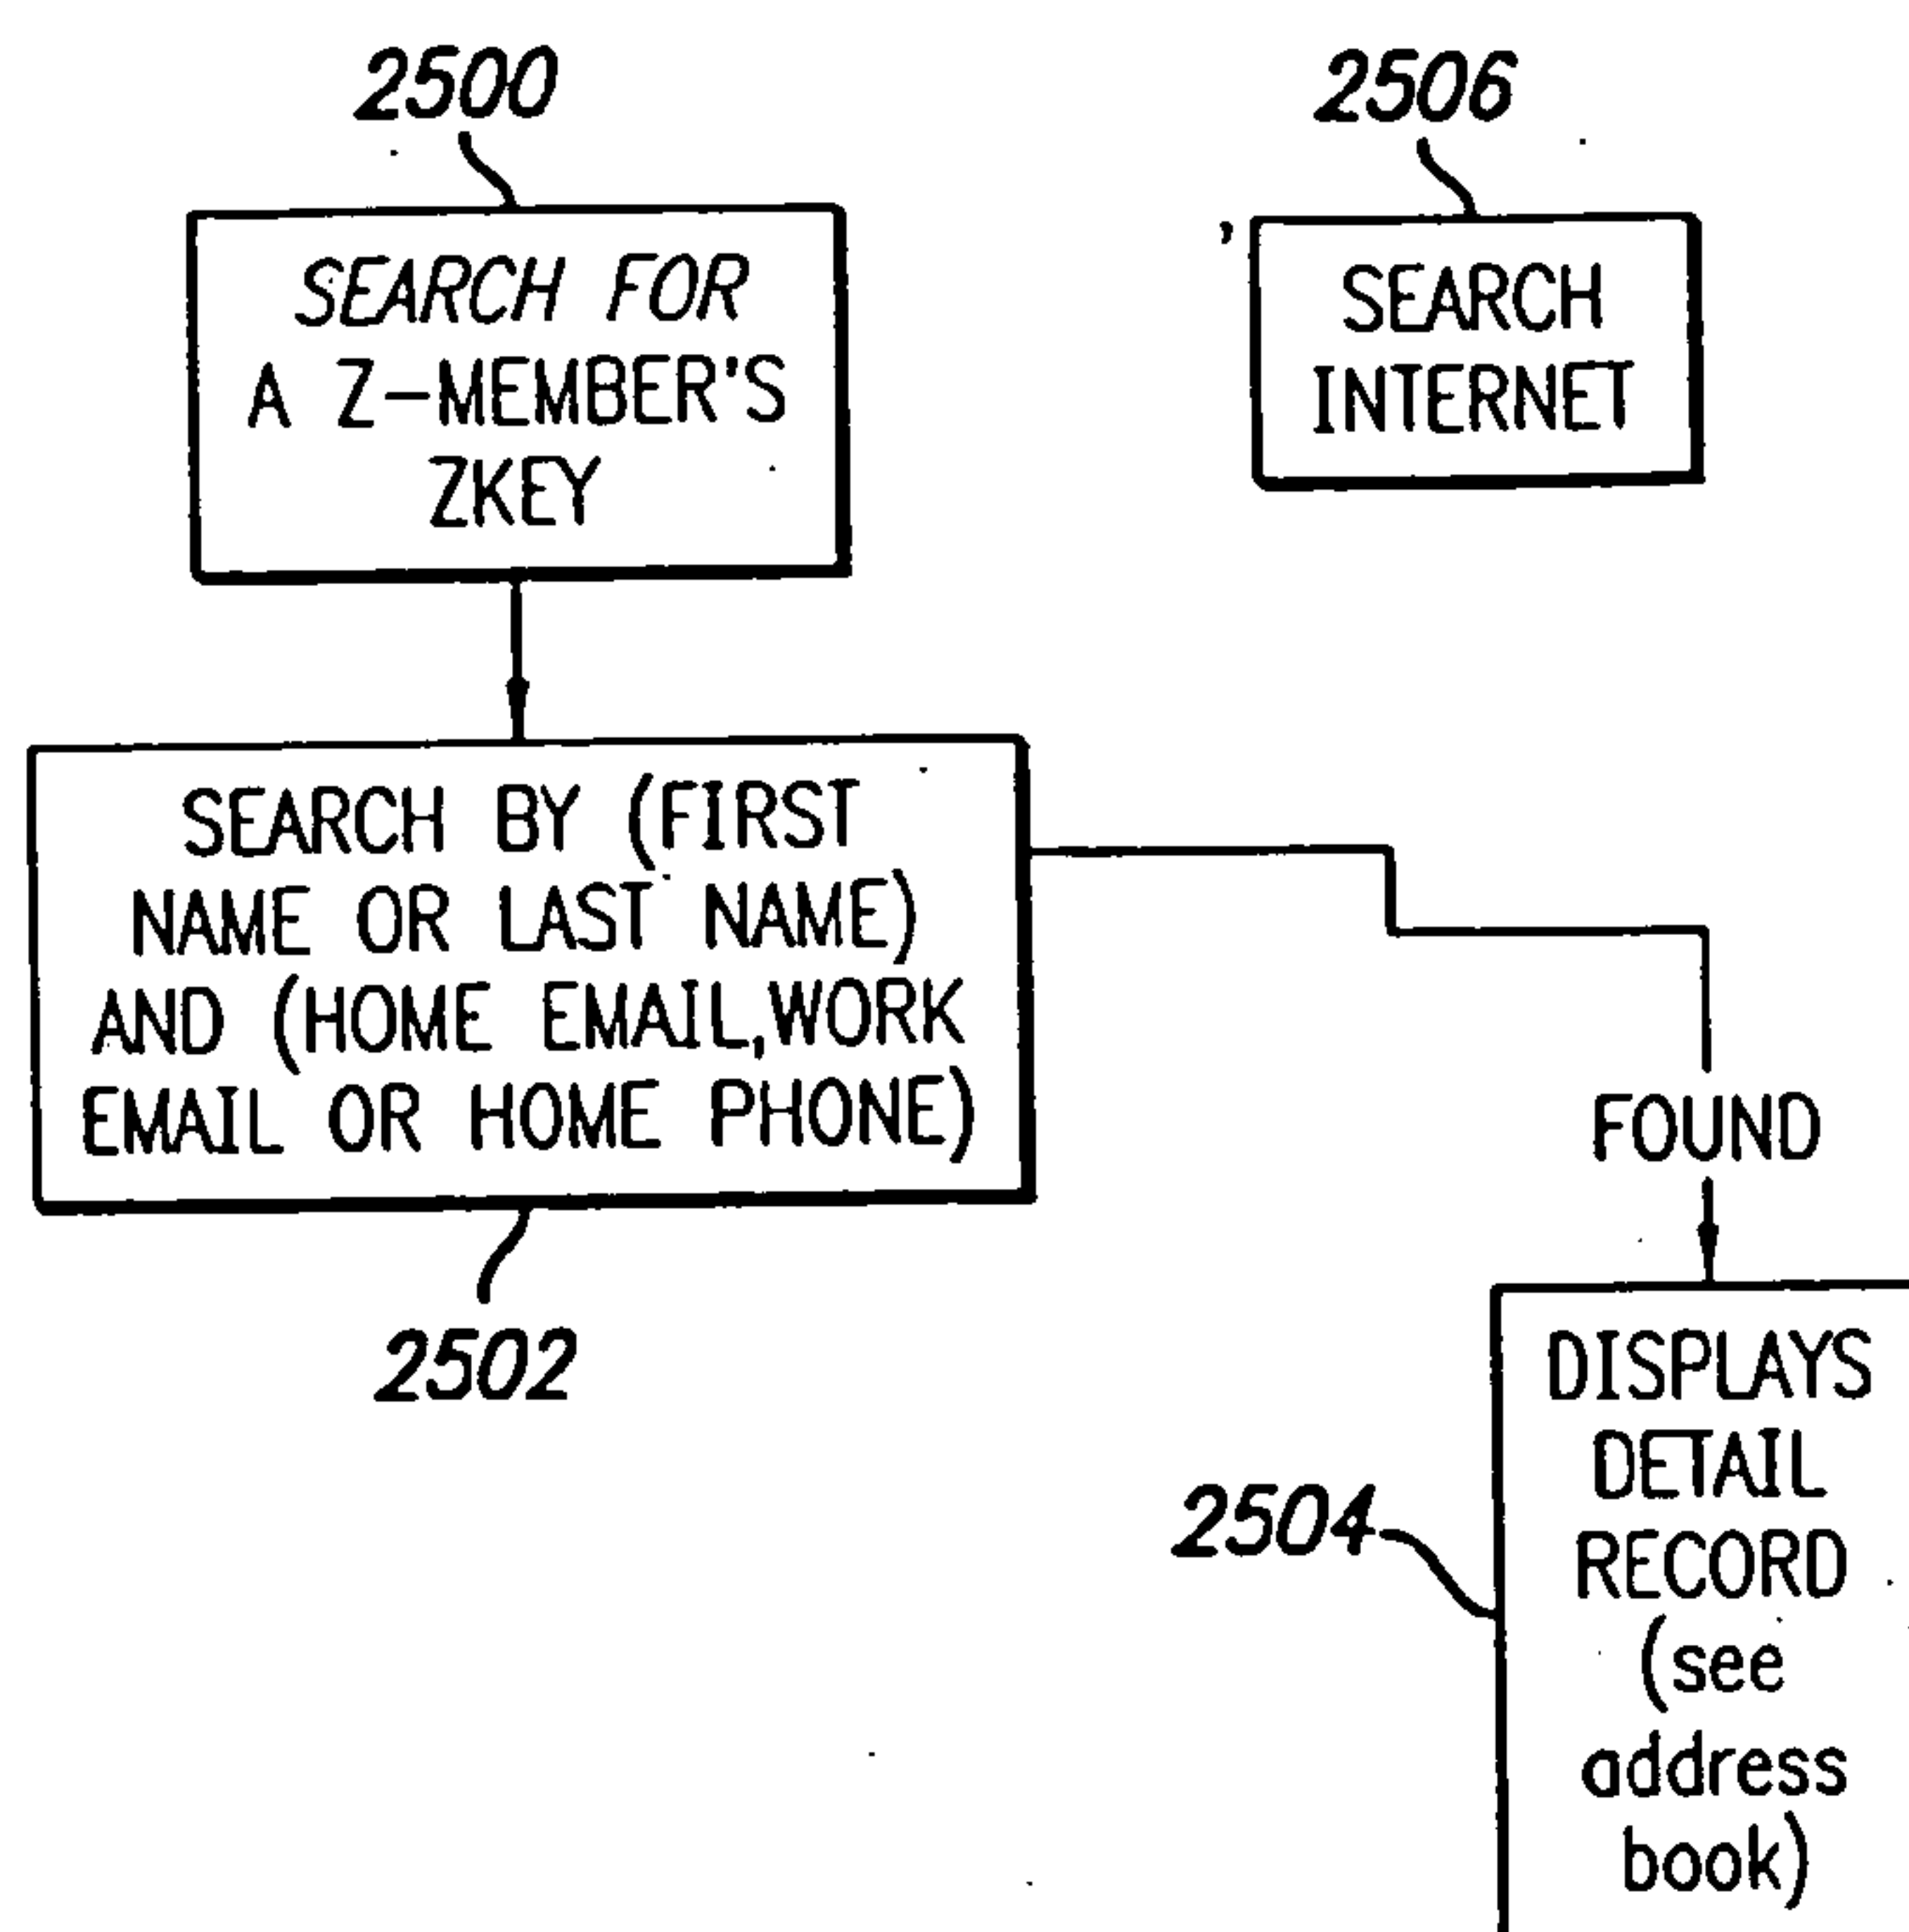 2500
SEARCH FOR
A Z-MEMBER'S
ZKEY
2506
SEARCH
INTERNET
SEARCH BY (FIRST
NAME OR LAST NAME)
AND (HOME EMAIL,WORK
EMAIL OR HOME PHONE)
2502
FOUND
DISPLAYS
DETAIL
RECORD
(see
address
book)
2504